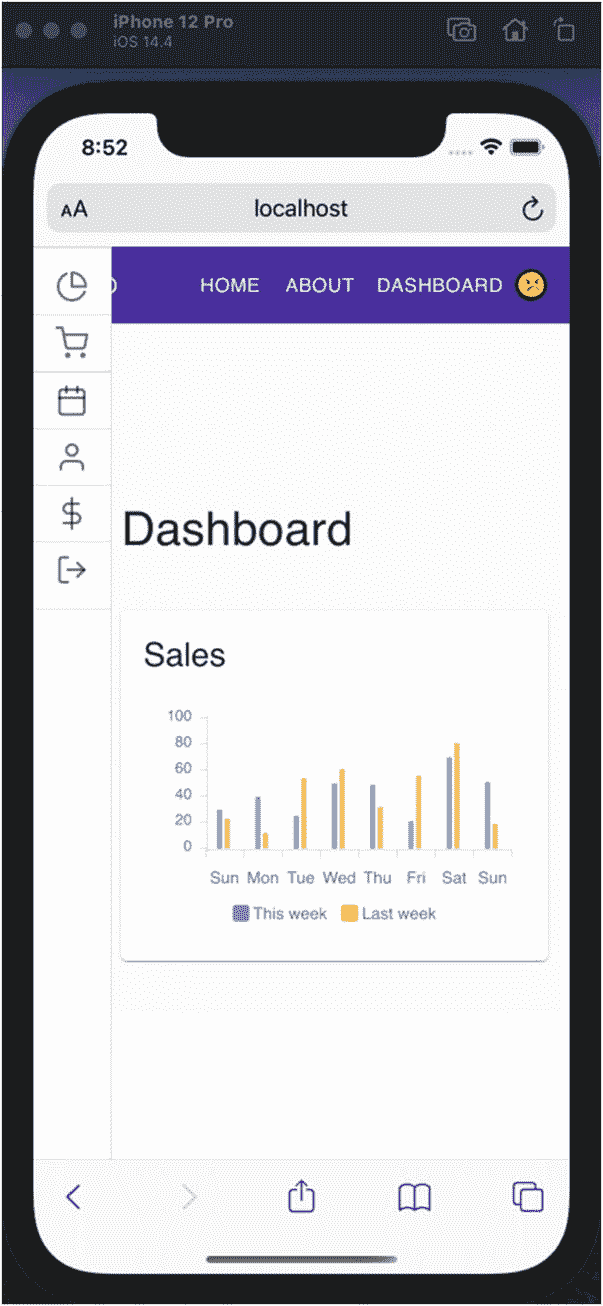 iPhone 12 Pro
iOS 14.4
8:52
AA localhost
HOME ABOUT DASHBOARD
Dashboard
Sales
100
80
60
40
20
0
Sun Mon Tue Wed Thu Fri Sat Sun
This week Last week